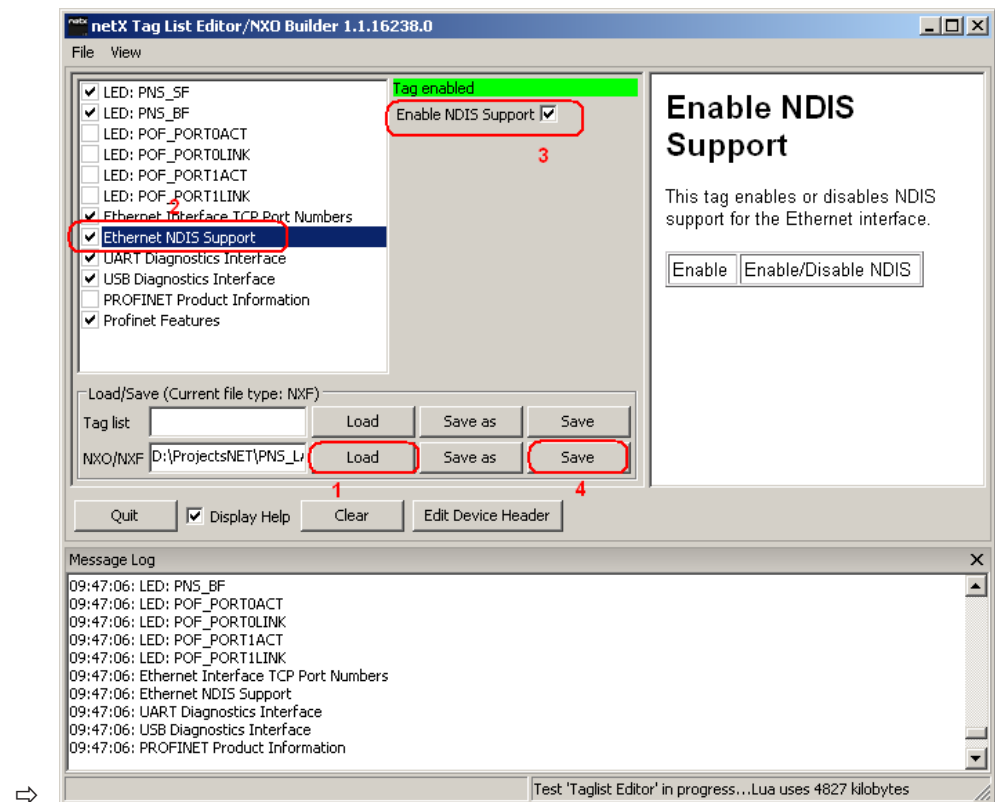 netX Tag List Editor/NXO Builder 1.1.16238.0
File View
LED: PNS_SF
LED: PNS_BF
LED: POF_PORT0ACT
LED: POF_PORT0LINK
LED: POF_PORT1ACT
LED: POF_PORT1LINK
2
Ethernet Interface TCP Port Numbers
Ethernet NDIS Support
UART Diagnostics Interface
USB Diagnostics Interface
PROFINET Product Information
Profinet Features
Tag enabled
Enable NDIS Support
3
Enable NDIS
Support
This tag enables or disables NDIS
support for the Ethernet interface.
Enable Enable/Disable NDIS
Load/Save (Current file type: NXF)
Tag list Load Save as Save
NXO/NXF D:\ProjectsNET\PNS_L Load Save as Save
1 4
Quit Display Help Clear Edit Device Header
Message Log
09:47:06: LED: PNS_BF
09:47:06: LED: POF_PORT0ACT
09:47:06: LED: POF_PORT0LINK
09:47:06: LED: POF_PORT1ACT
09:47:06: LED: POF_PORT1LINK
09:47:06: Ethernet Interface TCP Port Numbers
09:47:06: Ethernet NDIS Support
09:47:06: UART Diagnostics Interface
09:47:06: USB Diagnostics Interface
09:47:06: PROFINET Product Information
Test 'Taglist Editor' in progress...Lua uses 4827 kilobytes